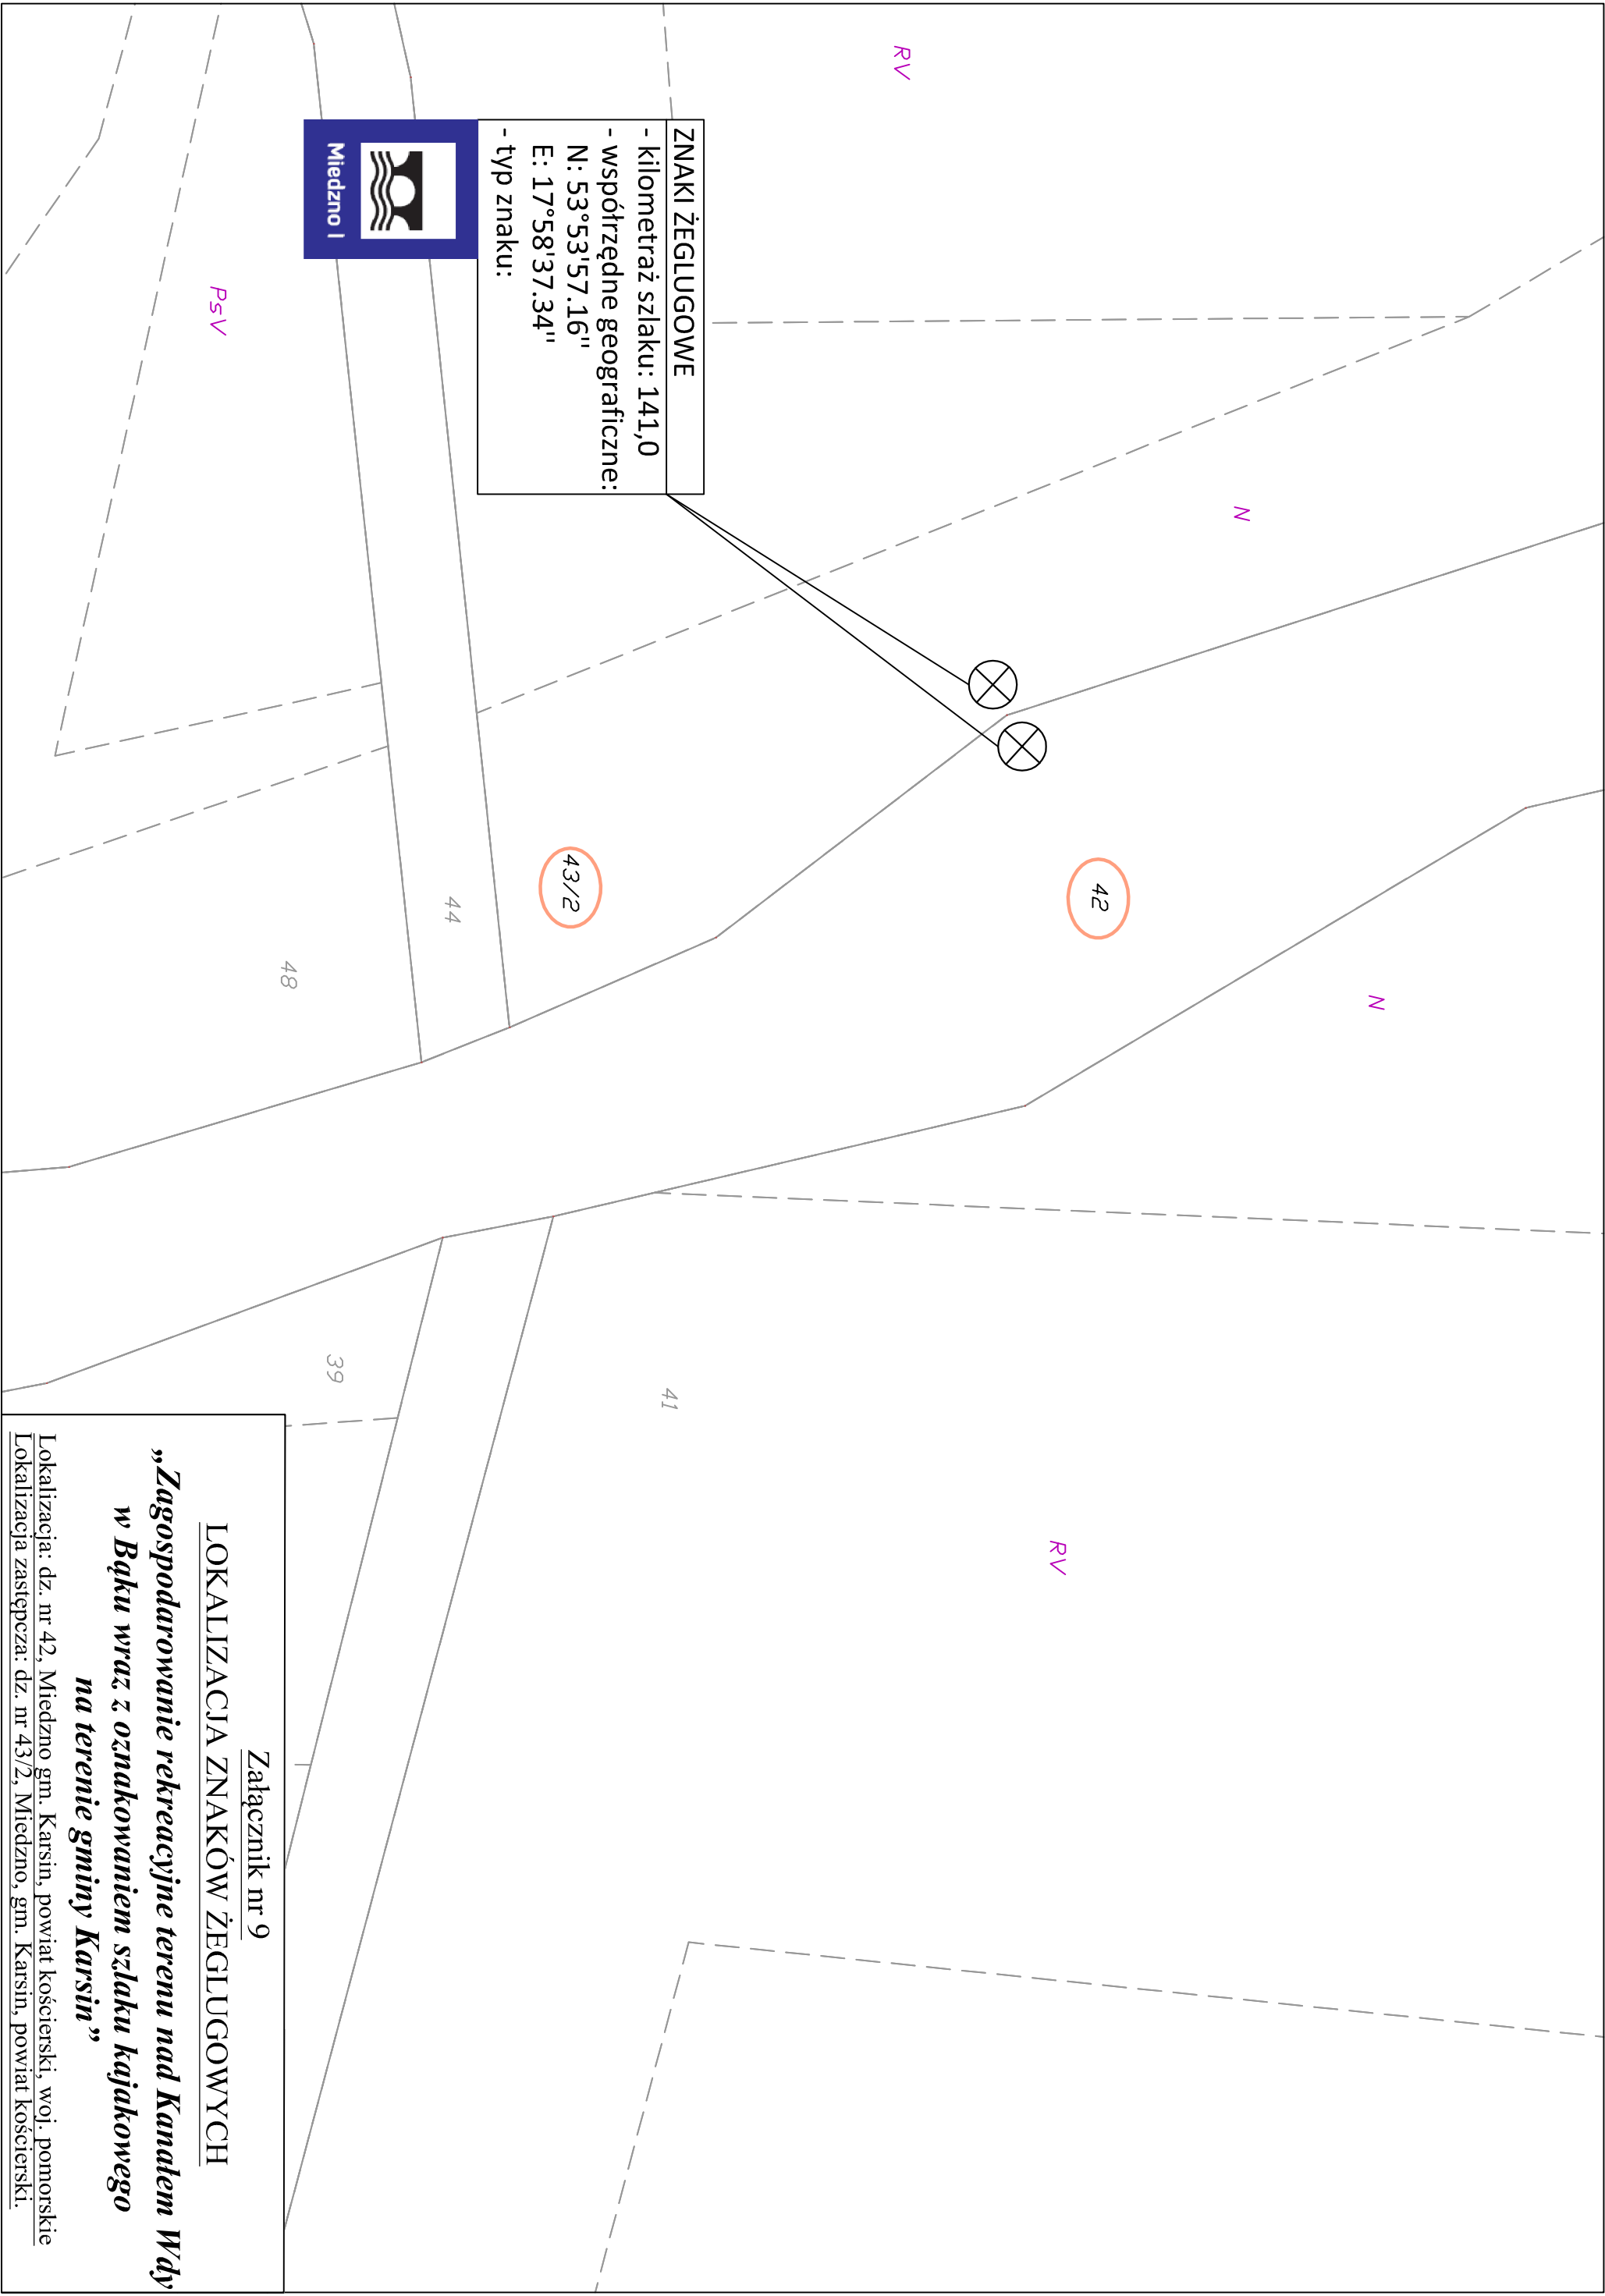 RV
N
N
ZNAKI ŻEGLUGOWE
- kilometraż szlaku: 141,0
- współrzędne geograficzne:
N: 53°53'57.16"
E: 17°58'37.34"
- typ znaku:
Miedzno I
PsV
42
43/2
44
48
41
39
RV
Załącznik nr 9
LOKALIZACJA ZNAKÓW ŻEGLUGOWYCH
„Zagospodarowanie rekreacyjne terenu nad Kanałem Wdy
w Bąku wraz z oznakowaniem szlaku kajakowego
na terenie gminy Karsin”
Lokalizacja: dz. nr 42, Miedzno gm. Karsin, powiat kościerski, woj. pomorskie
Lokalizacja zastępcza: dz. nr 43/2, Miedzno, gm. Karsin, powiat kościerski.